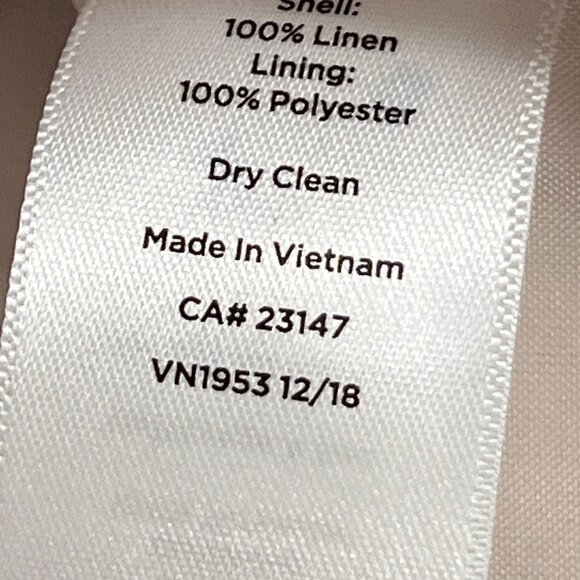 Shell:
100% Linen
Lining:
100% Polyester
Dry Clean
Made In Vietnam
CA# 23147
VN1953 12/18